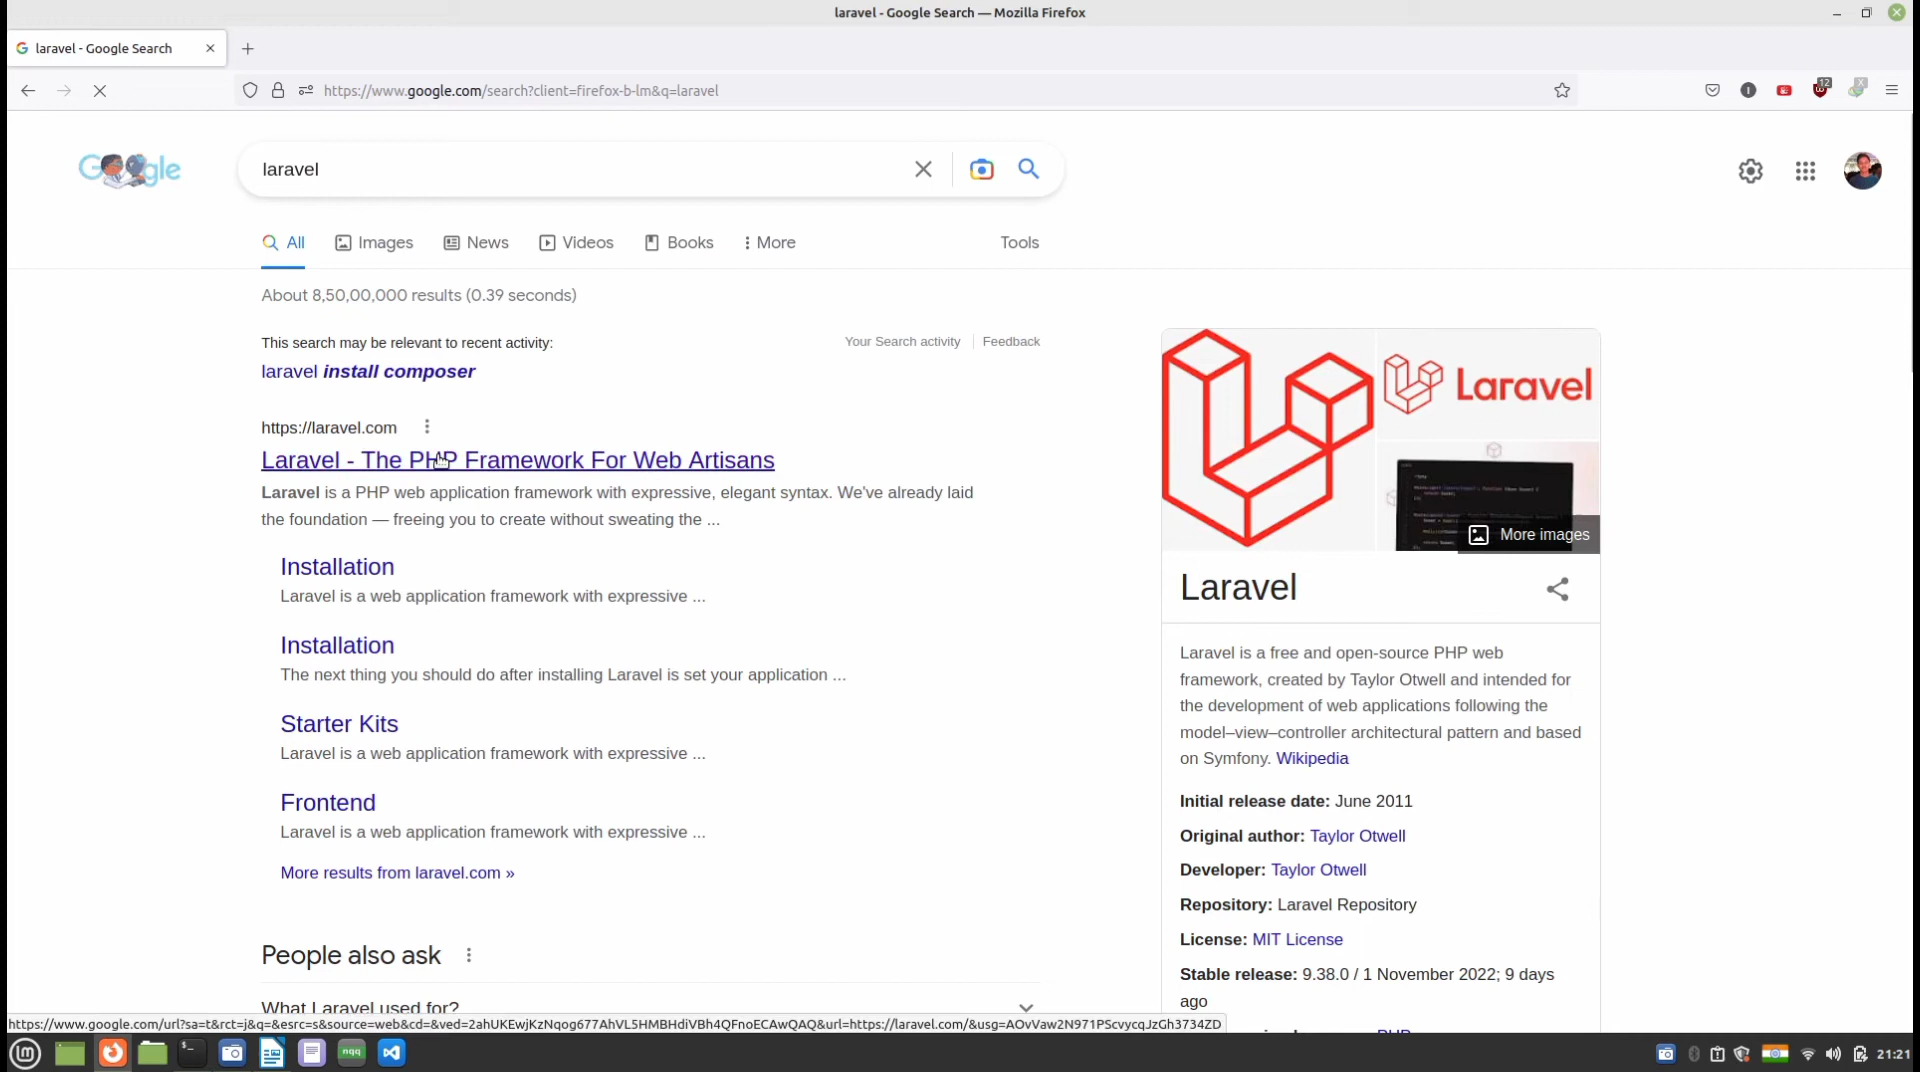 laravel - Google Search — Mozilla Firefox
laravel - Google Search
https://www.google.com/search?client=firefox-b-lm&q=laravel
12
Google
laravel
All
Images
News
Videos
Books
More
Tools
About 8,50,00,000 results (0.39 seconds)
This search may be relevant to recent activity:
Your Search activity
Feedback
laravel install composer
https://laravel.com
Laravel - The PHP Framework For Web Artisans
Laravel is a PHP web application framework with expressive, elegant syntax. We've already laid
the foundation — freeing you to create without sweating the ...
Installation
Laravel is a web application framework with expressive ...
Installation
The next thing you should do after installing Laravel is set your application ...
Starter Kits
Laravel is a web application framework with expressive ...
Frontend
Laravel is a web application framework with expressive ...
More results from laravel.com »
People also ask
What Laravel used for?
Laravel
More images
Laravel
Laravel is a free and open-source PHP web
framework, created by Taylor Otwell and intended for
the development of web applications following the
model–view–controller architectural pattern and based
on Symfony. Wikipedia
Initial release date: June 2011
Original author: Taylor Otwell
Developer: Taylor Otwell
Repository: Laravel Repository
License: MIT License
Stable release: 9.38.0 / 1 November 2022; 9 days
ago
PHP
https://www.google.com/url?sa=t&rct=j&q=&esrc=s&source=web&cd=&ved=2ahUKEwjKzNqog677AhVL5HMBHdiVBh4QFnoECAwQAQ&url=https://laravel.com/&usg=AOvVaw2N971PScvycqJzGh3734ZD
nqq
21:21